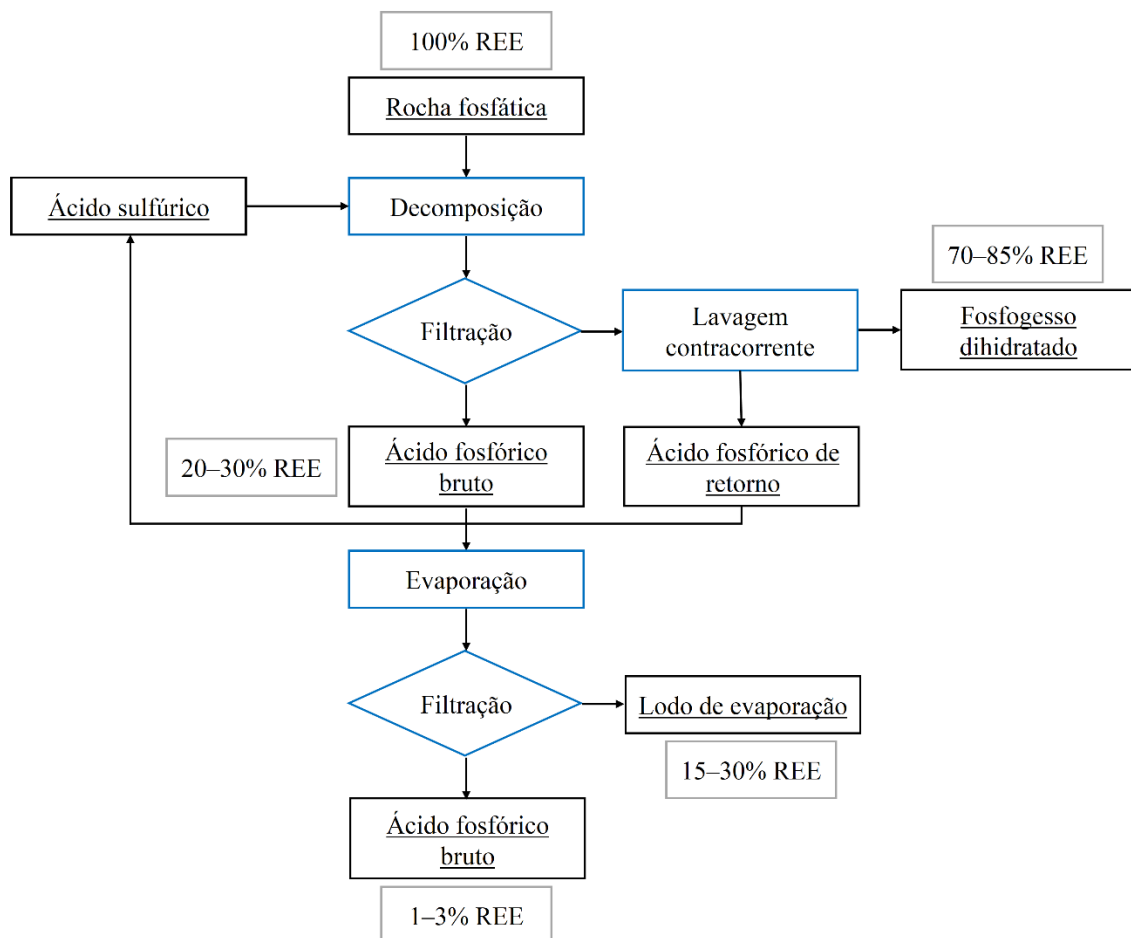 100% REE
Rocha fosfática
Ácido sulfúrico
Decomposição
70–85% REE
Filtração
Lavagem
contracorrente
Fosfogesso
dihidratado
20–30% REE
Ácido fosfórico
bruto
Ácido fosfórico de
retorno
Evaporação
Filtração
Lodo de evaporação
15–30% REE
Ácido fosfórico
bruto
1–3% REE